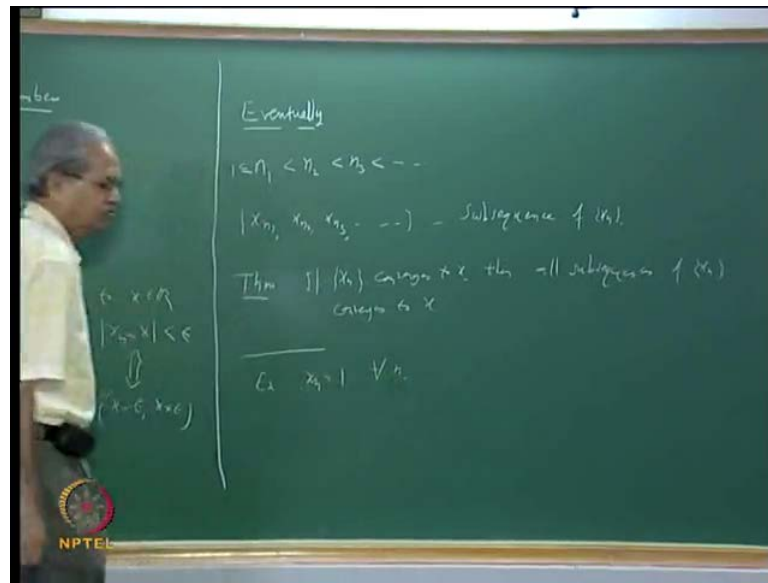 mber
to x ∈ R
|xₙ - x| < ε
⇕
(x - ε, x + ε)
Eventually
1 ≤ n₁ < n₂ < n₃ < - - -
(xₙ₁, xₙ₂, xₙ₃, - - -) - Subsequence of (xₙ).
Thm If (xₙ) converges to x, then all subsequences of (xₙ)
converges to x
Ex xₙ = 1 ∀ n.
NPTEL